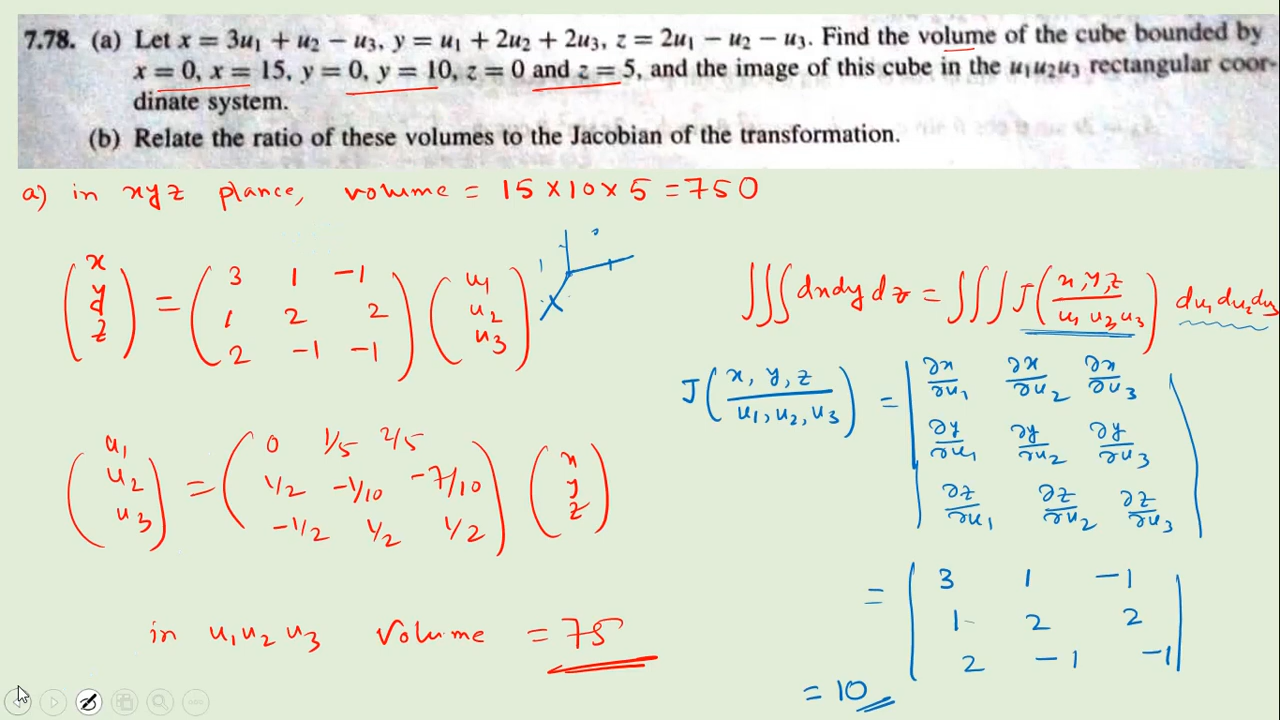 7.78. (a) Let x = 3u₁ + u₂ − u₃, y = u₁ + 2u₂ + 2u₃, z = 2u₁ − u₂ − u₃. Find the volume of the cube bounded by
x = 0, x = 15, y = 0, y = 10, z = 0 and z = 5, and the image of this cube in the u₁u₂u₃ rectangular coor-
dinate system.
(b) Relate the ratio of these volumes to the Jacobian of the transformation.
a) in xyz plance, volume = 15 × 10 × 5 = 750
(x y z) = (3 1 −1
1 2 2
2 −1 −1) (u₁ u₂ u₃)
(u₁ u₂ u₃) = (0 1/5 2/5
1/2 −1/10 −7/10
−1/2 1/2 1/2) (x y z)
in u₁u₂u₃ volume = 75
∭ dxdydz = ∭ J(x,y,z / u₁ u₂ u₃) du₁du₂du₃
J(x, y, z / u₁, u₂, u₃) = | ∂x/∂u₁ ∂x/∂u₂ ∂x/∂u₃
∂y/∂u₁ ∂y/∂u₂ ∂y/∂u₃
∂z/∂u₁ ∂z/∂u₂ ∂z/∂u₃ |
= | 3 1 −1
1 2 2
2 −1 −1 |
= 10